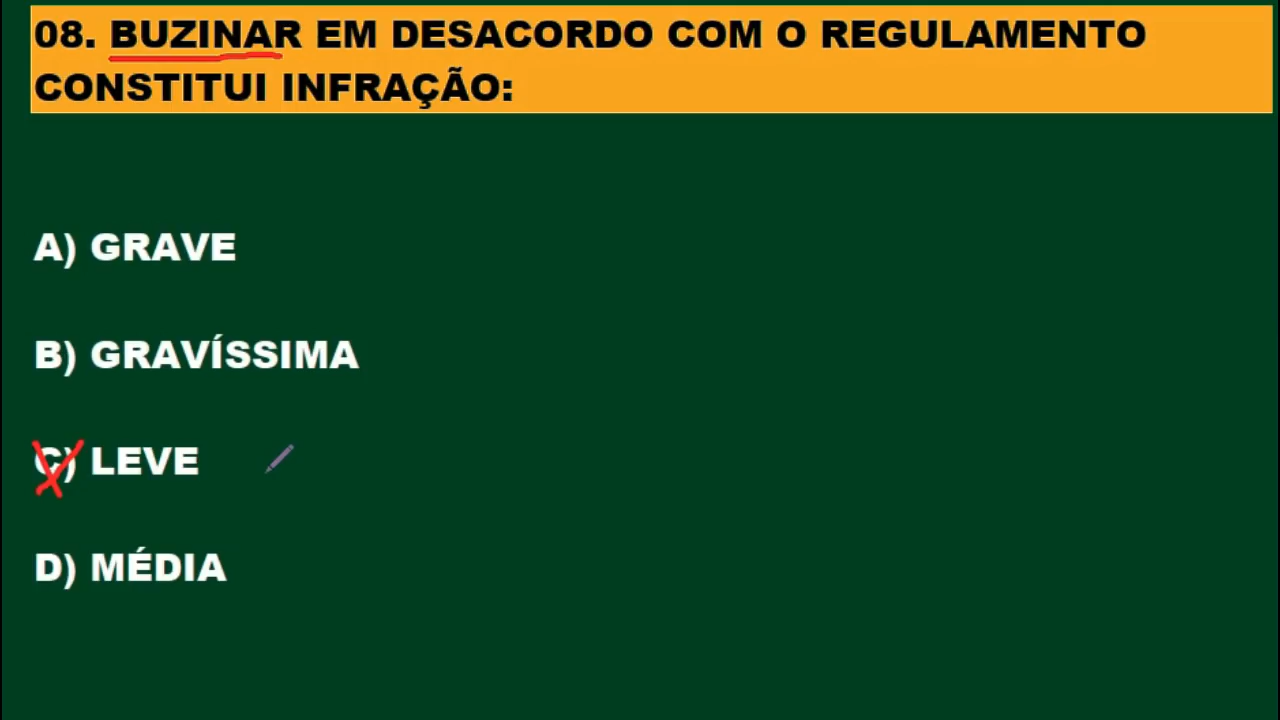 08. BUZINAR EM DESACORDO COM O REGULAMENTO
CONSTITUI INFRAÇÃO:
A) GRAVE
B) GRAVÍSSIMA
C) LEVE
D) MÉDIA